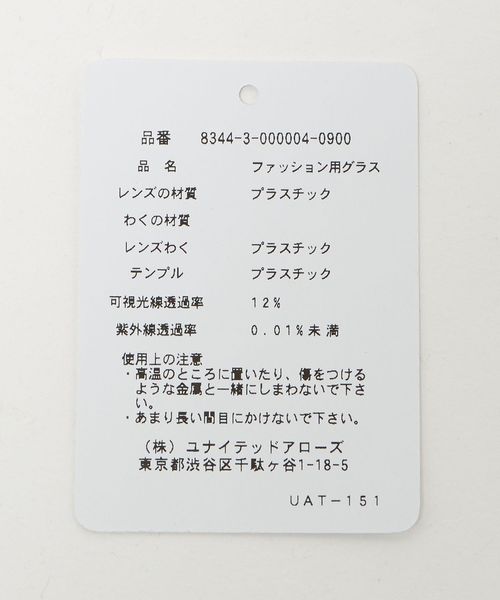 品番 8344-3-000004-0900
品 名 ファッション用グラス
レンズの材質 プラスチック
わくの材質
レンズわく プラスチック
テンプル プラスチック
可視光線透過率 12%
紫外線透過率 0.01%未満
使用上の注意
・高温のところに置いたり、傷をつける
ような金属と一緒にしまわないで下さ
い。
・あまり長い間目にかけないで下さい。
（株）ユナイテッドアローズ
東京都渋谷区千駄ヶ谷1-18-5
UAT-151